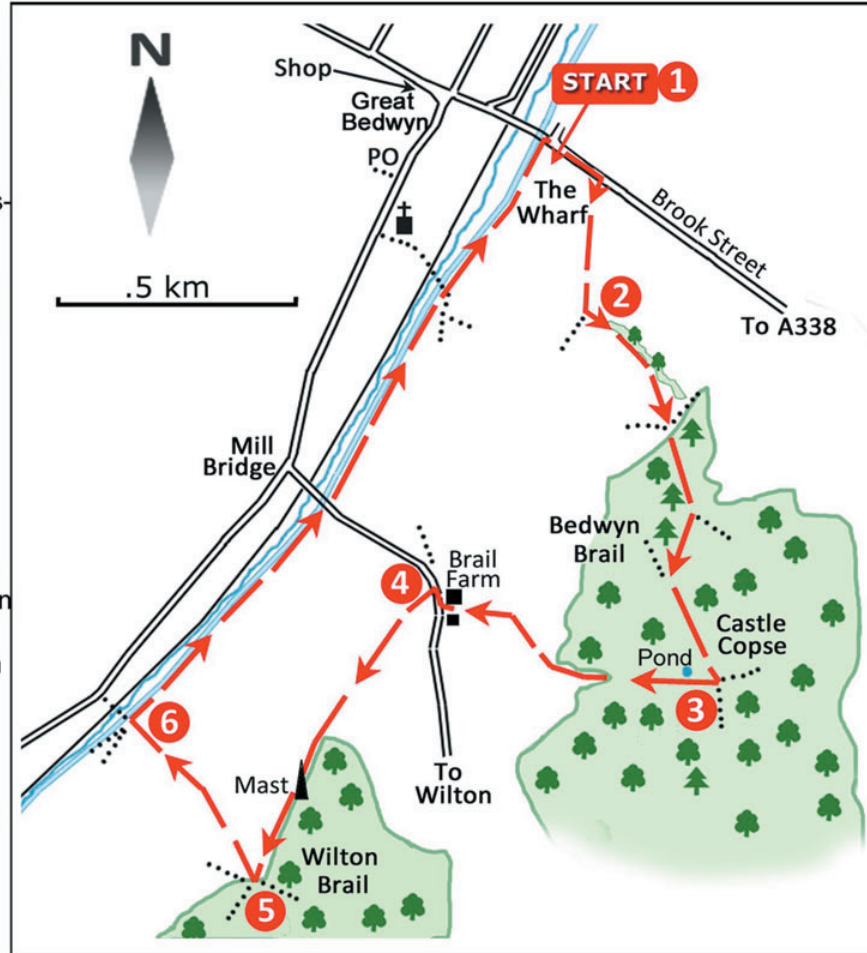 N
Shop
START 1
Great
Bedwyn
PO
The
Wharf
Brook Street
s-
.5 km
2
To A338
Mill
Bridge
Bedwyn
Brail
4
Brail
Farm
n
Castle
Copse
Pond
3
6
To
Wilton
Mast
Wilton
Brail
5